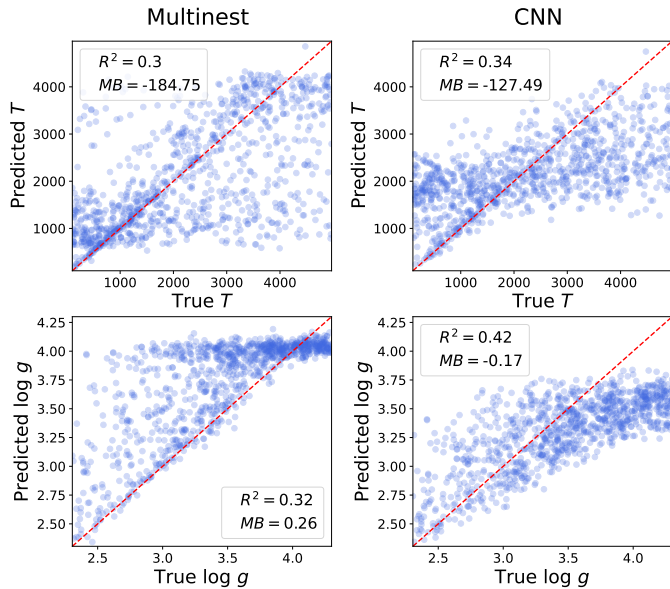 Multinest
CNN
R² = 0.3
MB = -184.75
Predicted T
4000
3000
2000
1000
1000 2000 3000 4000
True T
R² = 0.34
MB = -127.49
Predicted T
4000
3000
2000
1000
1000 2000 3000 4000
True T
Predicted log g
4.25
4.00
3.75
3.50
3.25
3.00
2.75
2.50
R² = 0.32
MB = 0.26
2.5 3.0 3.5 4.0
True log g
R² = 0.42
MB = -0.17
Predicted log g
4.25
4.00
3.75
3.50
3.25
3.00
2.75
2.50
2.5 3.0 3.5 4.0
True log g